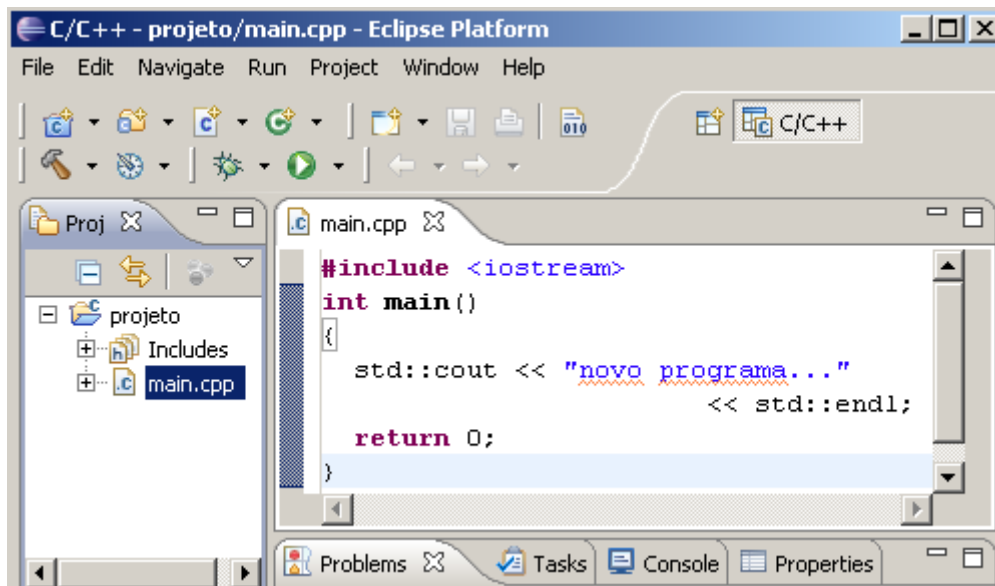 C/C++ - projeto/main.cpp - Eclipse Platform
File Edit Navigate Run Project Window Help
C/C++
Proj
main.cpp
projeto
Includes
main.cpp
#include <iostream>
int main()
{
std::cout << "novo programa..."
<< std::endl;
return 0;
}
Problems Tasks Console Properties